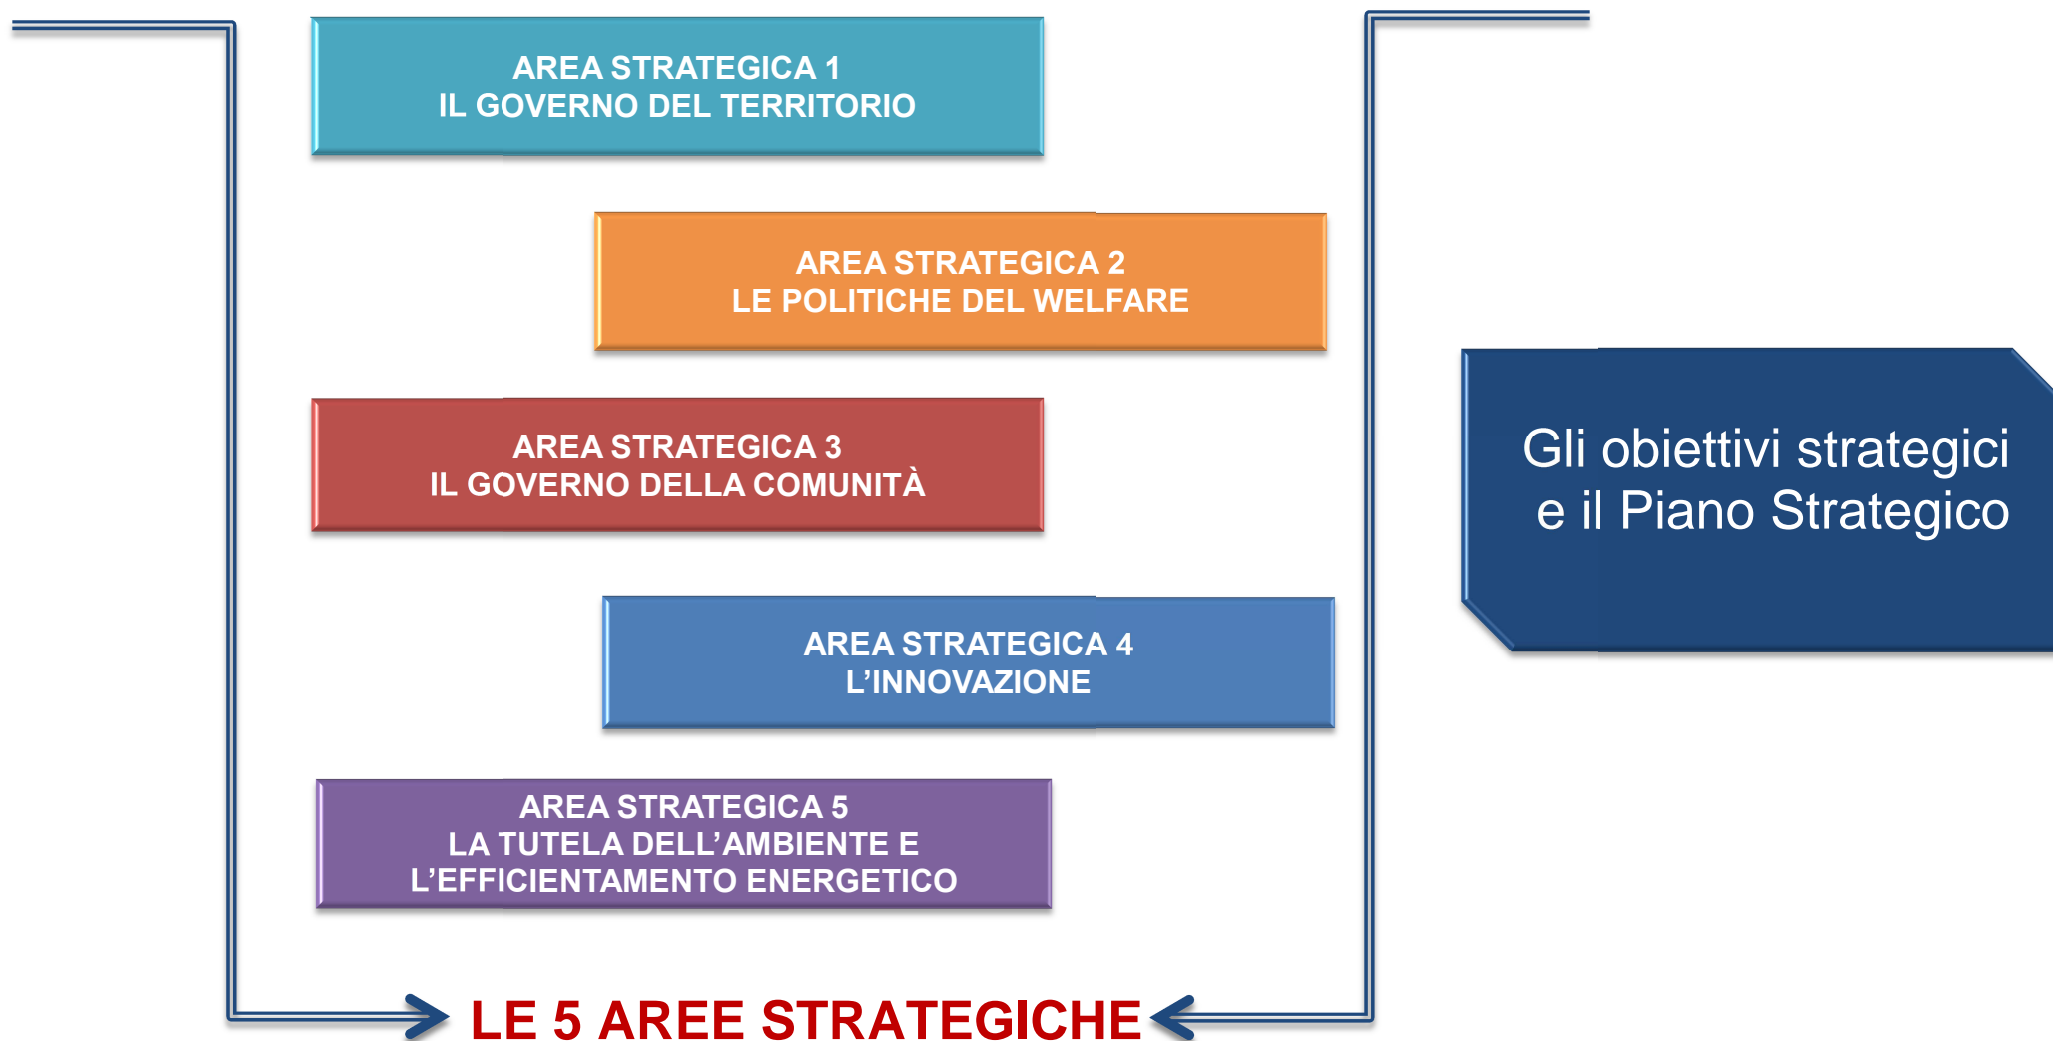 AREA STRATEGICA 1
IL GOVERNO DEL TERRITORIO
AREA STRATEGICA 2
LE POLITICHE DEL WELFARE
AREA STRATEGICA 3
IL GOVERNO DELLA COMUNITÀ
AREA STRATEGICA 4
L’INNOVAZIONE
AREA STRATEGICA 5
LA TUTELA DELL’AMBIENTE E
L’EFFICIENTAMENTO ENERGETICO
Gli obiettivi strategici
e il Piano Strategico
LE 5 AREE STRATEGICHE